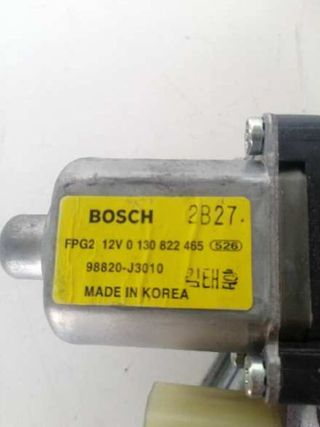 BOSCH 2B27.
FPG2 12V 0 130 822 465 526
98820-J3010
MADE IN KOREA